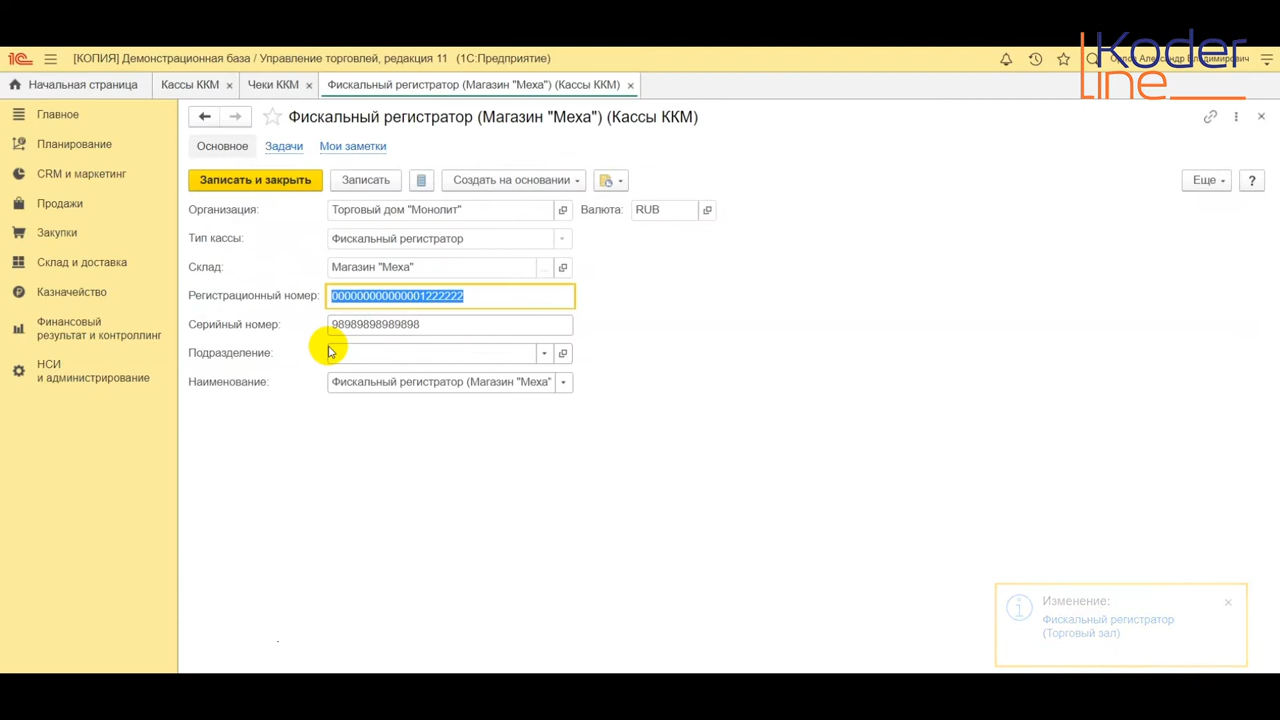 Koder
Line
1С [КОПИЯ] Демонстрационная база / Управление торговлей, редакция 11 (1С:Предприятие)
Орлов Александр Владимирович
Начальная страница
Кассы ККМ ×
Чеки ККМ ×
Фискальный регистратор (Магазин "Меха") (Кассы ККМ) ×
Главное
Планирование
CRM и маркетинг
Продажи
Закупки
Склад и доставка
Казначейство
Финансовый
результат и контроллинг
НСИ
и администрирование
Фискальный регистратор (Магазин "Меха") (Кассы ККМ)
Основное Задачи Мои заметки
Записать и закрыть Записать Создать на основании Еще ?
Организация: Торговый дом "Монолит" Валюта: RUB
Тип кассы: Фискальный регистратор
Склад: Магазин "Меха" ...
Регистрационный номер: 000000000000001222222
Серийный номер: 98989898989898
Подразделение:
Наименование: Фискальный регистратор (Магазин "Меха"
Изменение:
Фискальный регистратор
(Торговый зал)